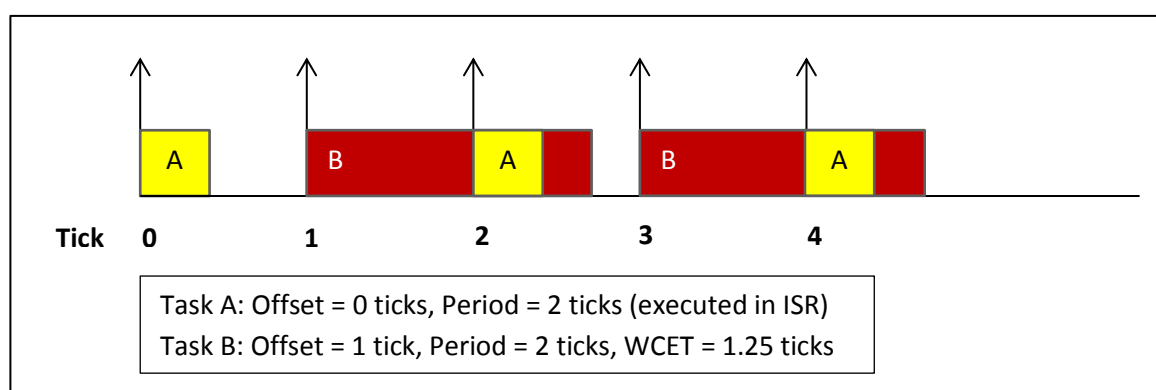 A B A B A
Tick 0 1 2 3 4
Task A: Offset = 0 ticks, Period = 2 ticks (executed in ISR)
Task B: Offset = 1 tick, Period = 2 ticks, WCET = 1.25 ticks